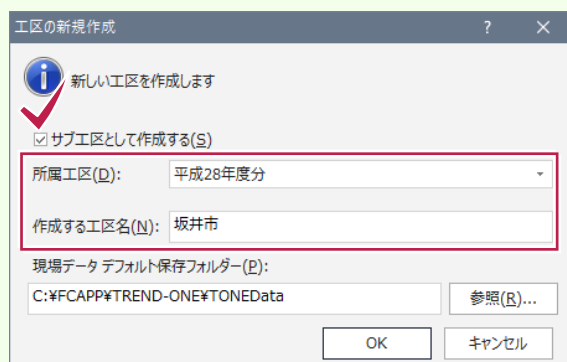 工区の新規作成 ? ×
新しい工区を作成します
サブ工区として作成する(S)
所属工区(D): 平成28年度分
作成する工区名(N): 坂井市
現場データ デフォルト保存フォルダー(P):
C:¥FCAPP¥TREND-ONE¥TONEData 参照(R)...
OK キャンセル